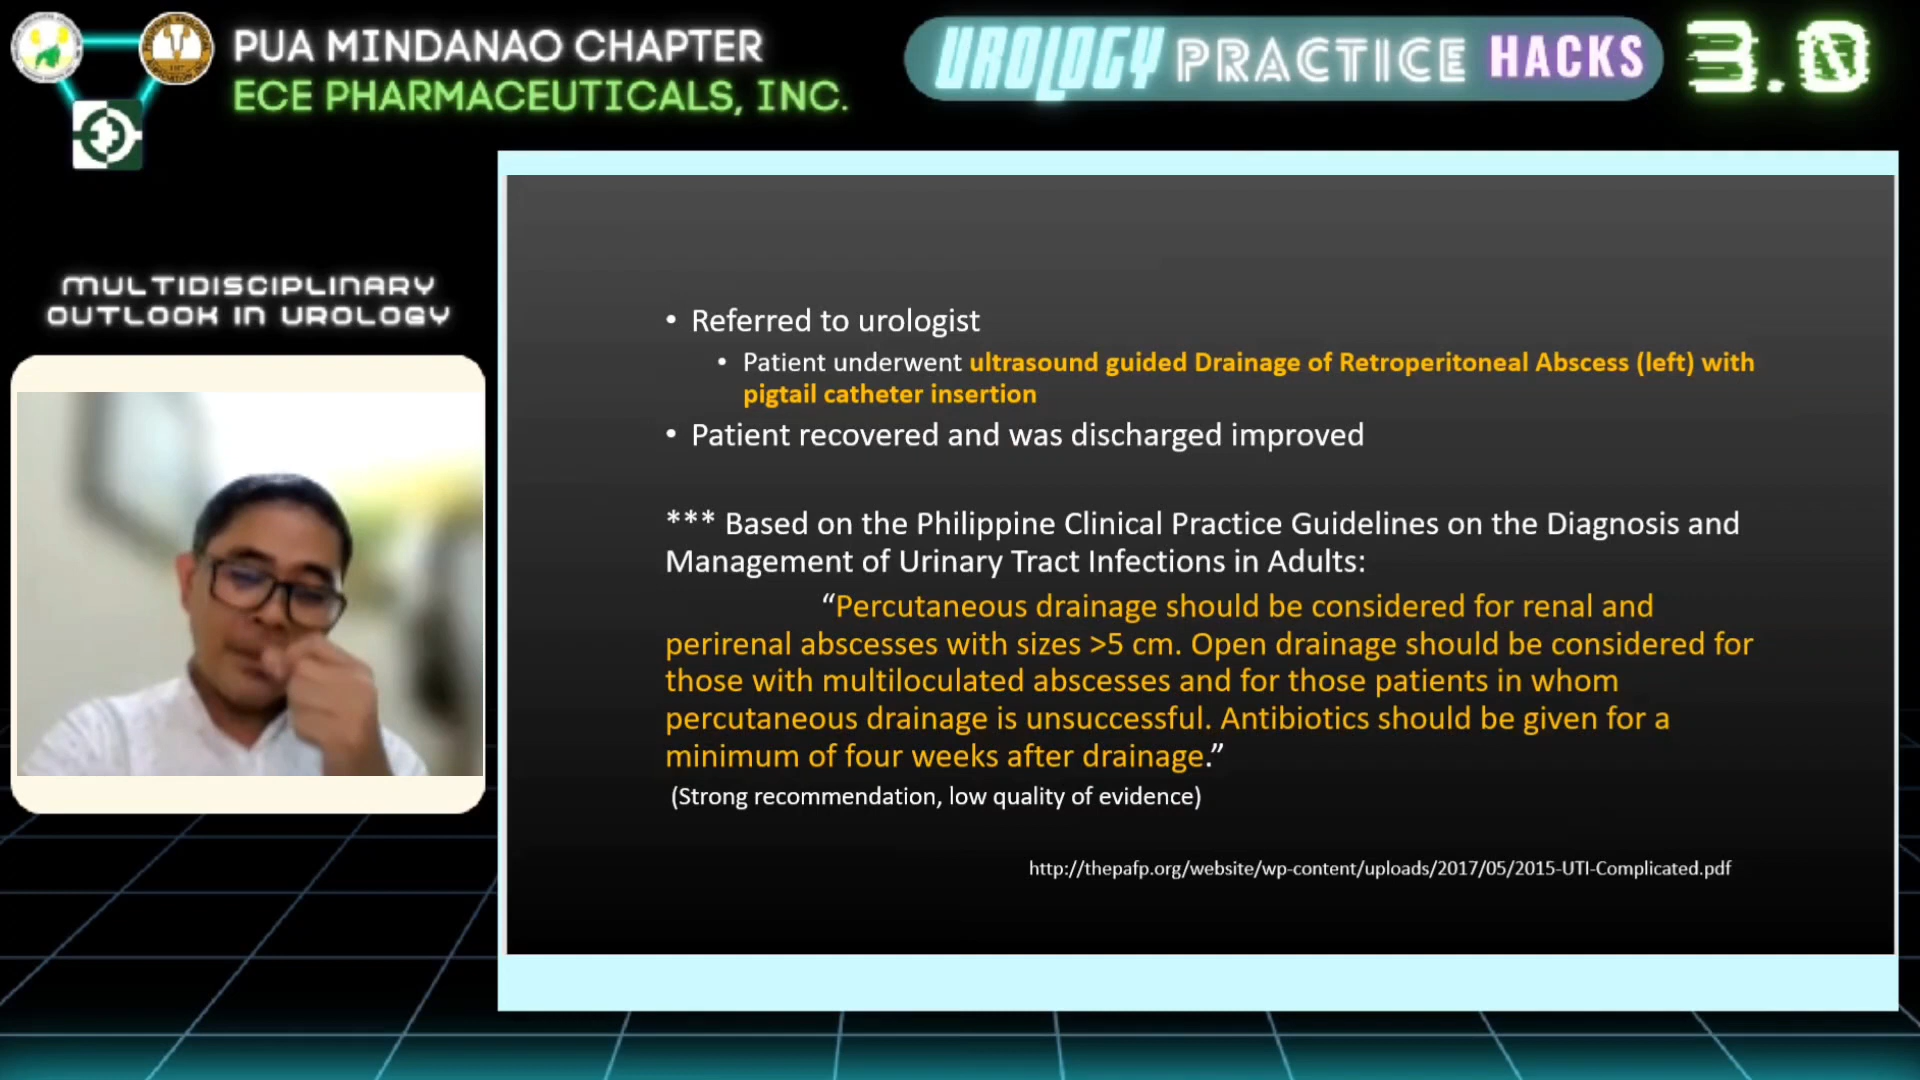 PUA MINDANAO CHAPTER
ECE PHARMACEUTICALS, INC.
UROLOGY PRACTICE HACKS 3.0
MULTIDISCIPLINARY
OUTLOOK IN UROLOGY
• Referred to urologist
• Patient underwent ultrasound guided Drainage of Retroperitoneal Abscess (left) with
pigtail catheter insertion
• Patient recovered and was discharged improved
*** Based on the Philippine Clinical Practice Guidelines on the Diagnosis and
Management of Urinary Tract Infections in Adults:
“Percutaneous drainage should be considered for renal and
perirenal abscesses with sizes >5 cm. Open drainage should be considered for
those with multiloculated abscesses and for those patients in whom
percutaneous drainage is unsuccessful. Antibiotics should be given for a
minimum of four weeks after drainage.”
(Strong recommendation, low quality of evidence)
http://thepafp.org/website/wp-content/uploads/2017/05/2015-UTI-Complicated.pdf